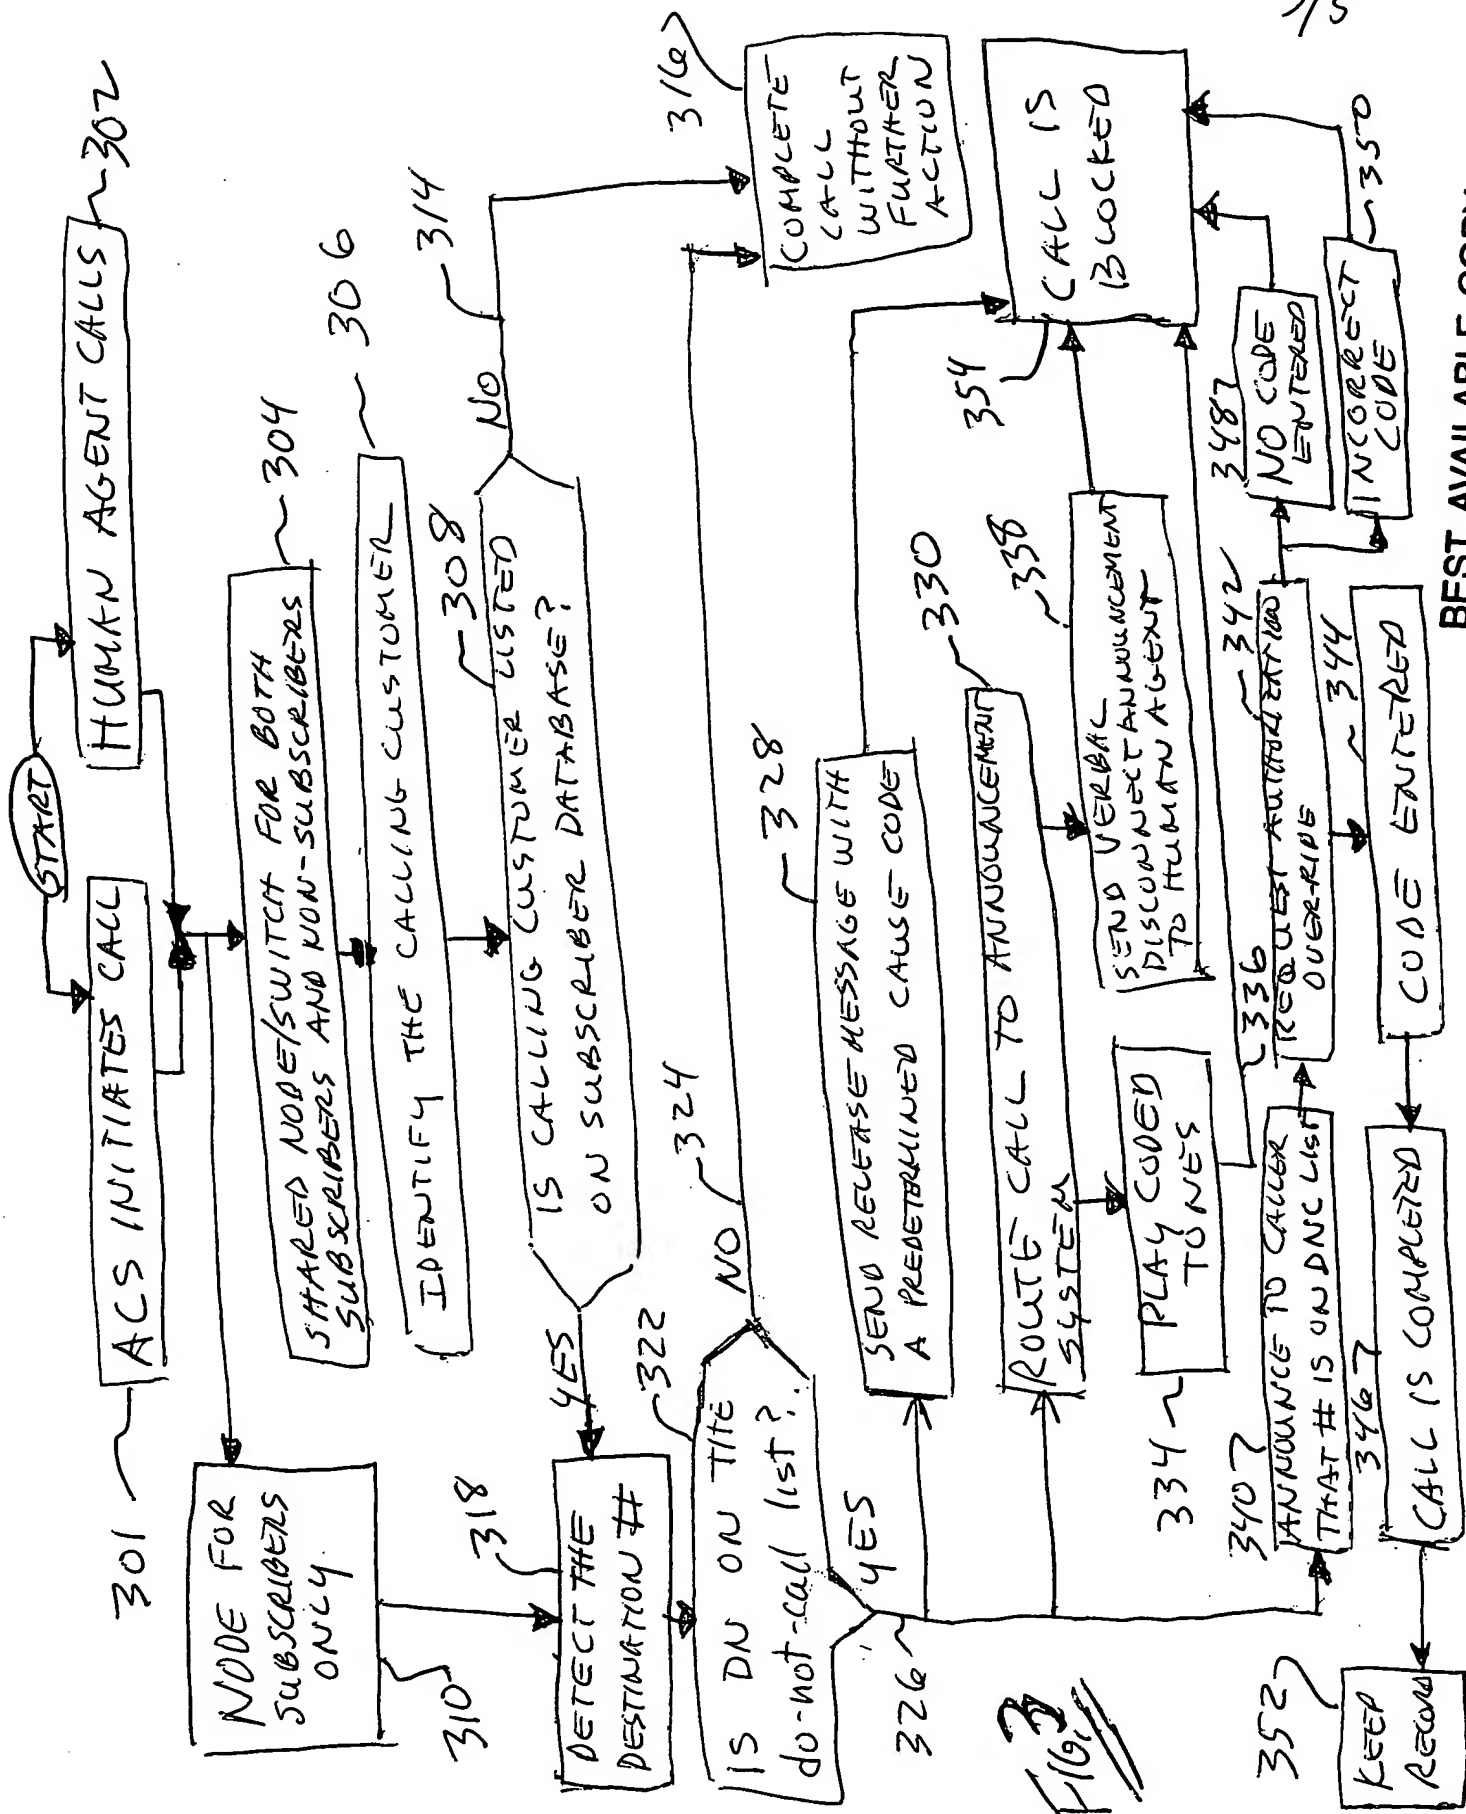 START
ACS INITIATES CALL
301
HUMAN AGENT CALLS
302
SHARED NODE/SWITCH FOR BOTH
SUBSCRIBERS AND NON-SUBSCRIBERS
304
IDENTIFY THE CALLING CUSTOMER
306
NODE FOR
SUBSCRIBERS
ONLY
310
IS CALLING CUSTOMER LISTED
ON SUBSCRIBER DATABASE?
308
NO
314
YES
DETECT THE
DESTINATION #
318
COMPLETE
CALL
WITHOUT
FURTHER
ACTION
316
IS DN ON THE
do-not-call list?
322
NO
324
YES
326
SEND RELEASE MESSAGE WITH
A PREDETERMINED CAUSE CODE
328
CALL IS
BLOCKED
354
ROUTE CALL TO ANNOUNCEMENT
SYSTEM
330
PLAY CODED
TONES
334
336
SEND VERBAL
DISCONNECT ANNOUNCEMENT
TO HUMAN AGENT
338
ANNOUNCE TO CALLER
THAT # IS ON DNC LIST
340
REQUEST AUTHORIZATION
OVER-RIDE
342
NO CODE
ENTERED
348
INCORRECT
CODE
350
CODE ENTERED
344
CALL IS COMPLETED
346
KEEP
RECORD
352
FIG. 3
BEST AVAILABLE COPY